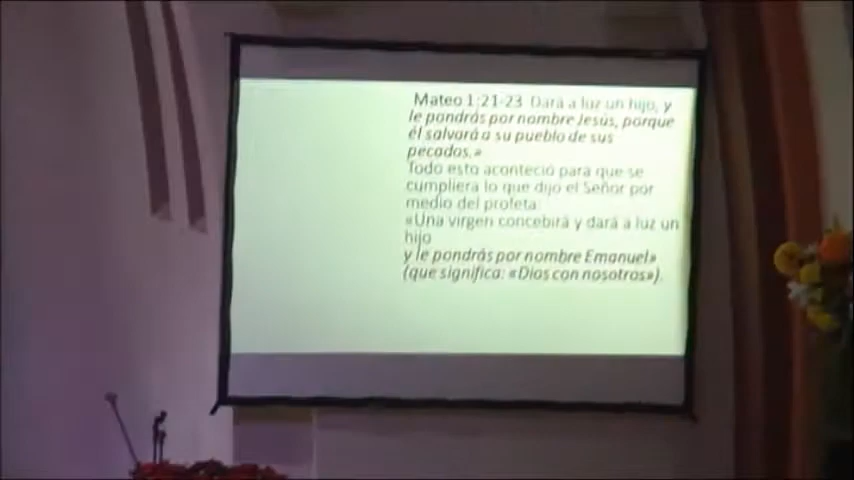 Mateo 1:21-23 Dará a luz un hijo, y
le pondrás por nombre Jesús, porque
él salvará a su pueblo de sus
pecados.»
Todo esto aconteció para que se
cumpliera lo que dijo el Señor por
medio del profeta:
«Una virgen concebirá y dará a luz un
hijo
y le pondrás por nombre Emanuel»
(que significa: «Dios con nosotros»).